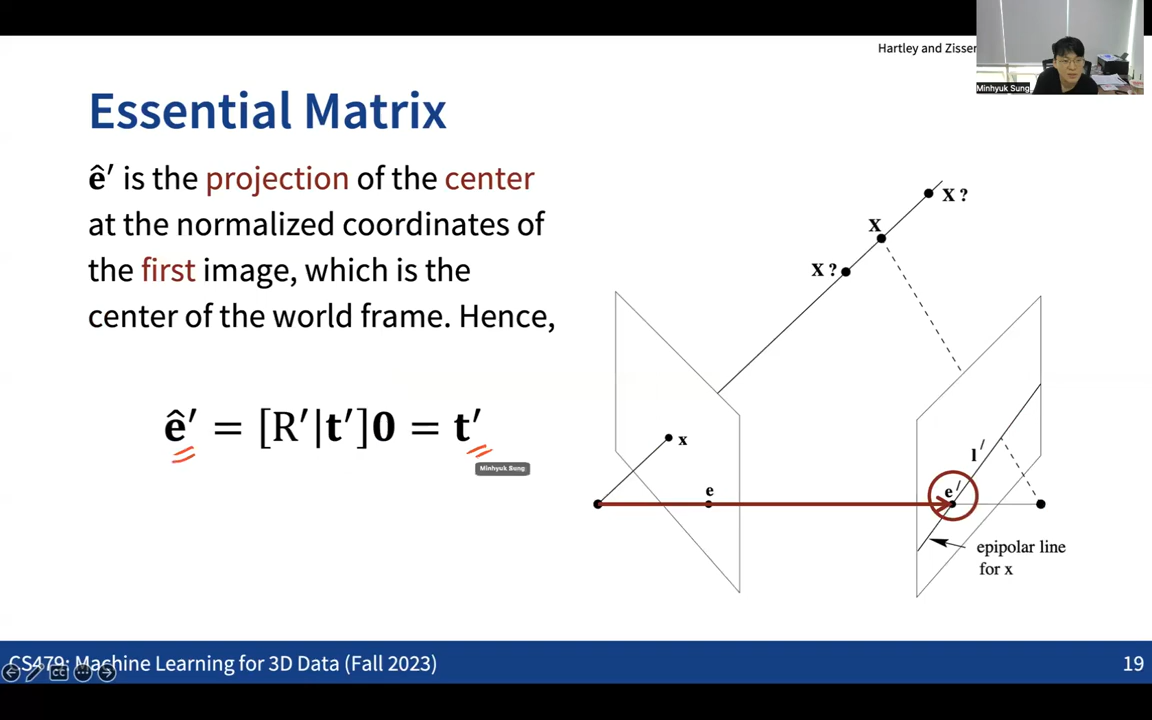 Hartley and Zisser
Minhyuk Sung
Essential Matrix
ê′ is the projection of the center
at the normalized coordinates of
the first image, which is the
center of the world frame. Hence,
ê′ = [R′|t′]0 = t′
Minhyuk Sung
X ?
X
X ?
x
e
l′
e′
epipolar line
for x
CS479: Machine Learning for 3D Data (Fall 2023)
19